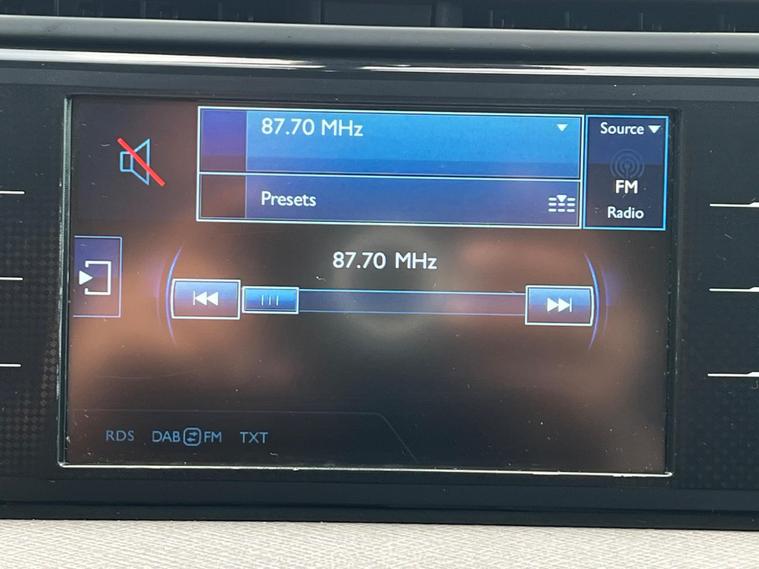 87.70 MHz
Source
FM
Presets
Radio
87.70 MHz
RDS DAB FM TXT